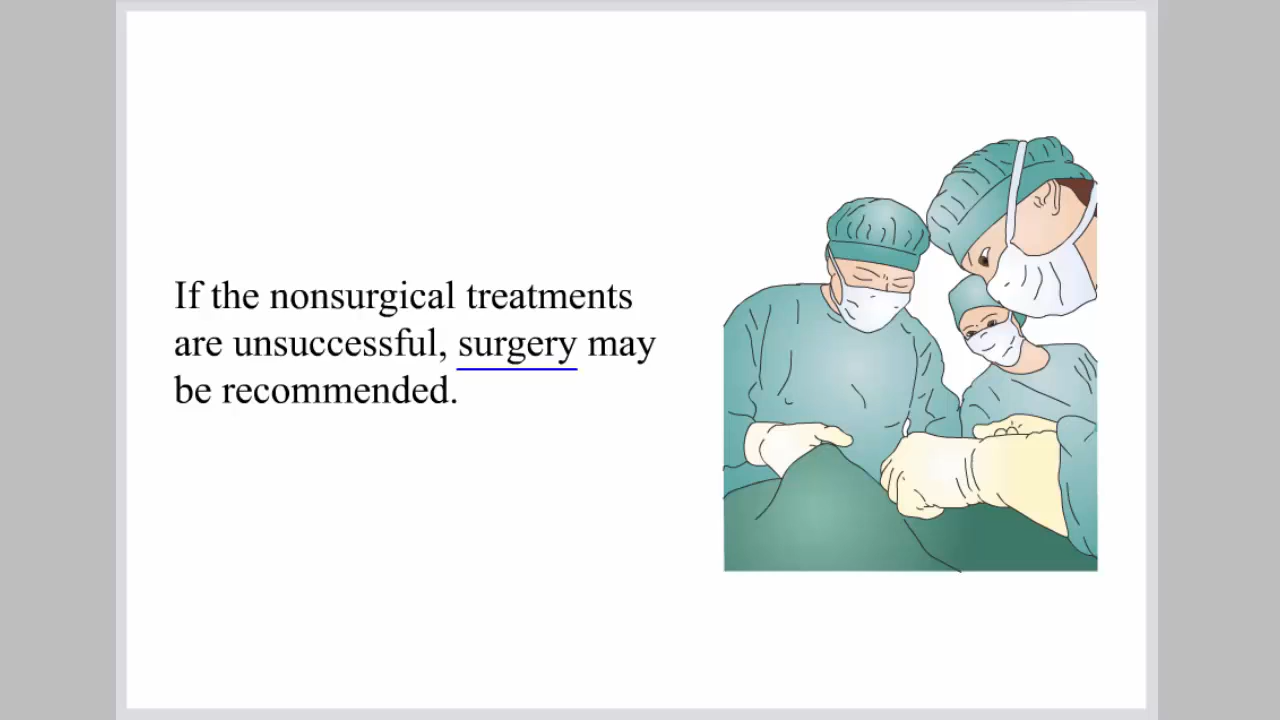 If the nonsurgical treatments
are unsuccessful, surgery may
be recommended.